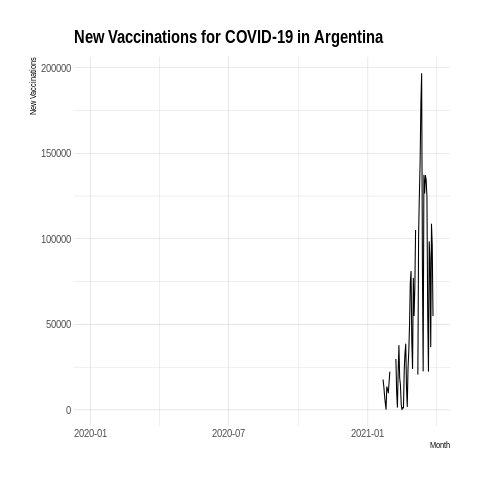 New Vaccinations for COVID-19 in Argentina
New Vaccinations
200000
150000
100000
50000
0
2020-01
2020-07
2021-01
Month